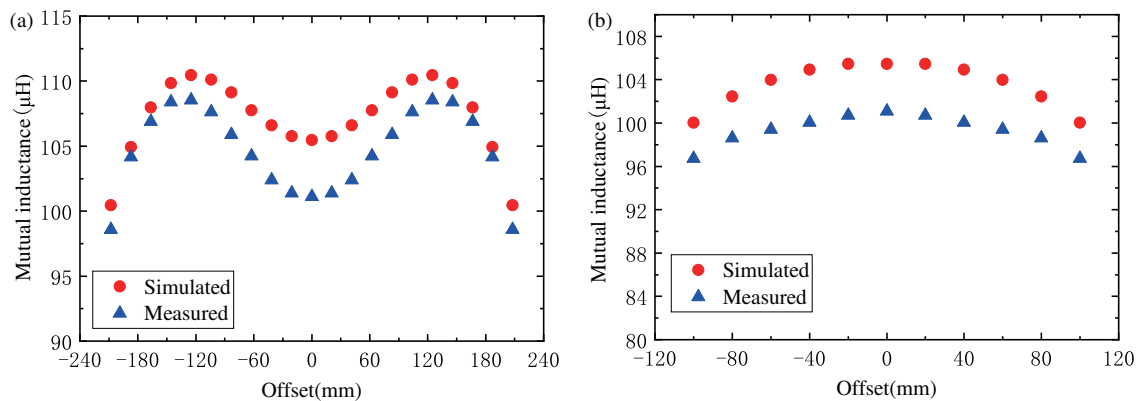 (a)
115
110
105
100
95
90
Mutual inductance(μH)
Simulated
Measured
−240 −180 −120 −60 0 60 120 180 240
Offset(mm)
(b)
108
104
100
96
92
88
84
80
Mutual inductance(μH)
Simulated
Measured
−120 −80 −40 0 40 80 120
Offset(mm)